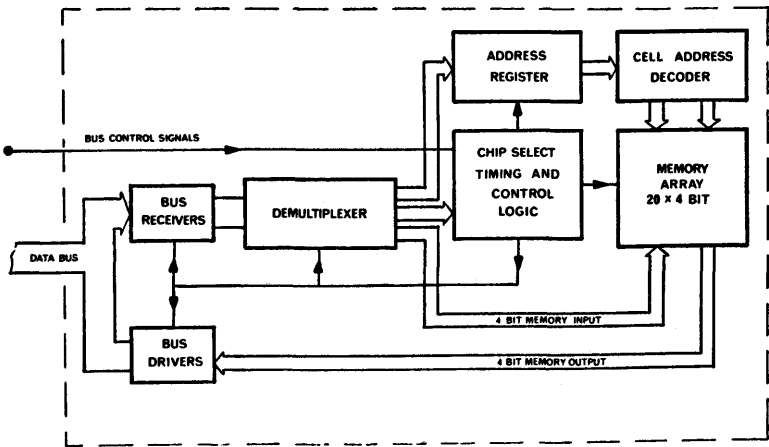 ADDRESS
REGISTER
CELL ADDRESS
DECODER
BUS CONTROL SIGNALS
CHIP SELECT
TIMING AND
CONTROL
LOGIC
MEMORY
ARRAY
20 × 4 BIT
BUS
RECEIVERS
DEMULTIPLEXER
DATA BUS
4 BIT MEMORY INPUT
BUS
DRIVERS
4 BIT MEMORY OUTPUT